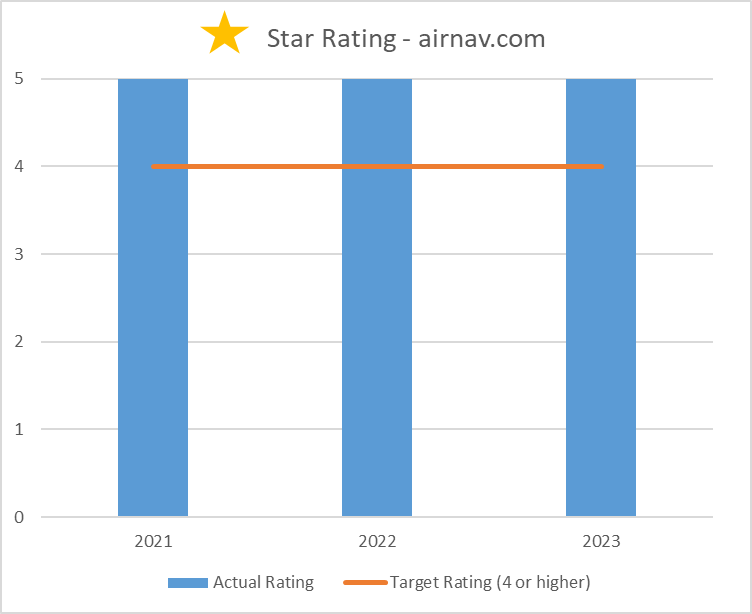 Star Rating - airnav.com
5
4
3
2
1
0
2021 2022 2023
Actual Rating Target Rating (4 or higher)